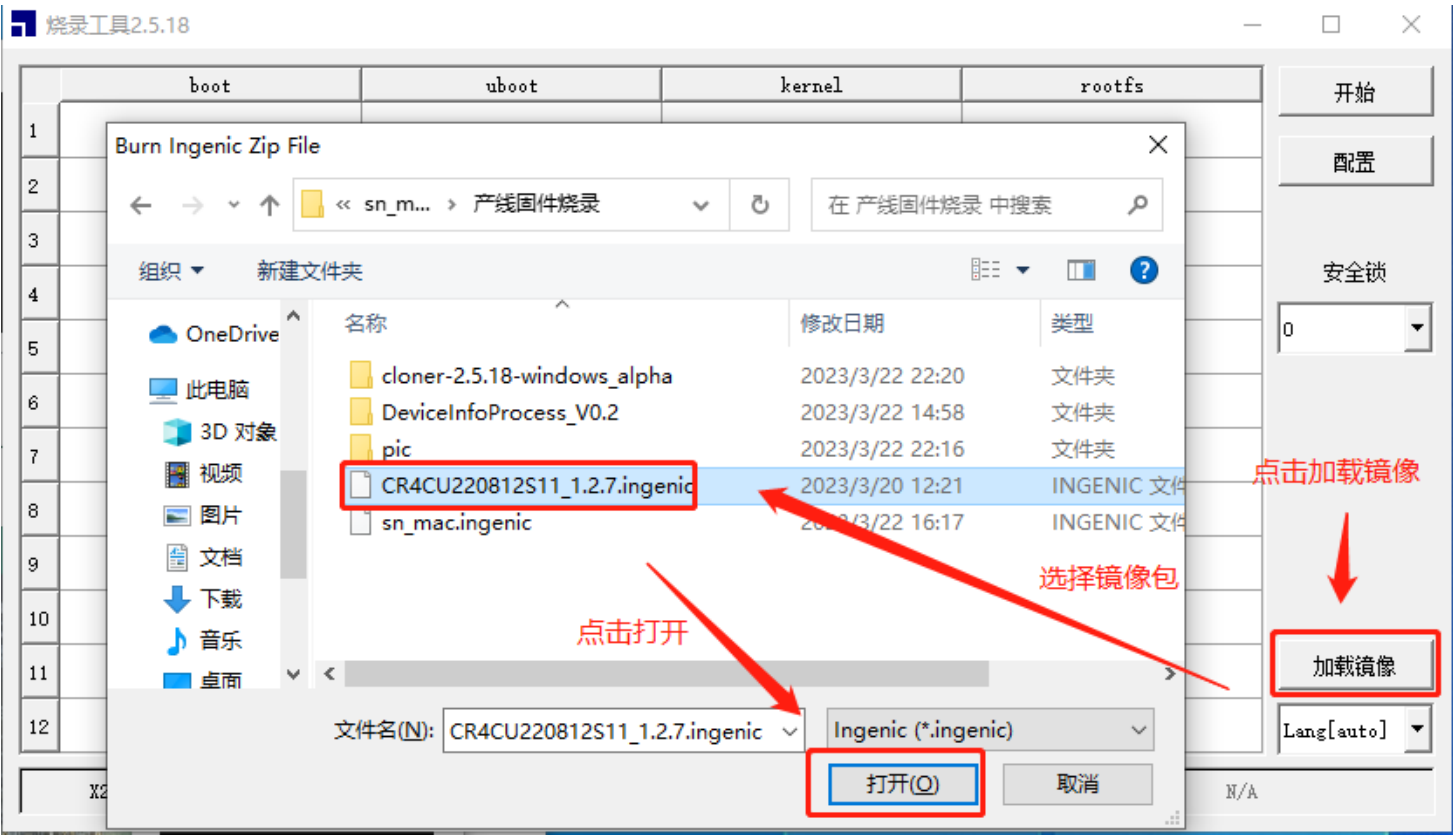 烧录工具2.5.18
boot uboot kernel rootfs
开始
1
Burn Ingenic Zip File
配置
2
« sn_m... › 产线固件烧录
在 产线固件烧录 中搜索
3
组织 新建文件夹
安全锁
4
名称 修改日期 类型
0
OneDrive
5
cloner-2.5.18-windows_alpha 2023/3/22 22:20 文件夹
此电脑
6
DeviceInfoProcess_V0.2 2023/3/22 14:58 文件夹
3D 对象
pic 2023/3/22 22:16 文件夹
7
视频
点击加载镜像
CR4CU220812S11_1.2.7.ingenic 2023/3/20 12:21 INGENIC 文件
8
图片
sn_mac.ingenic 2023/3/22 16:17 INGENIC 文件
9
文档
选择镜像包
下载
10
点击打开
音乐
11
桌面
加载镜像
12
文件名(N): CR4CU220812S11_1.2.7.ingenic Ingenic (*.ingenic)
Lang[auto]
打开(O) 取消
X2
N/A